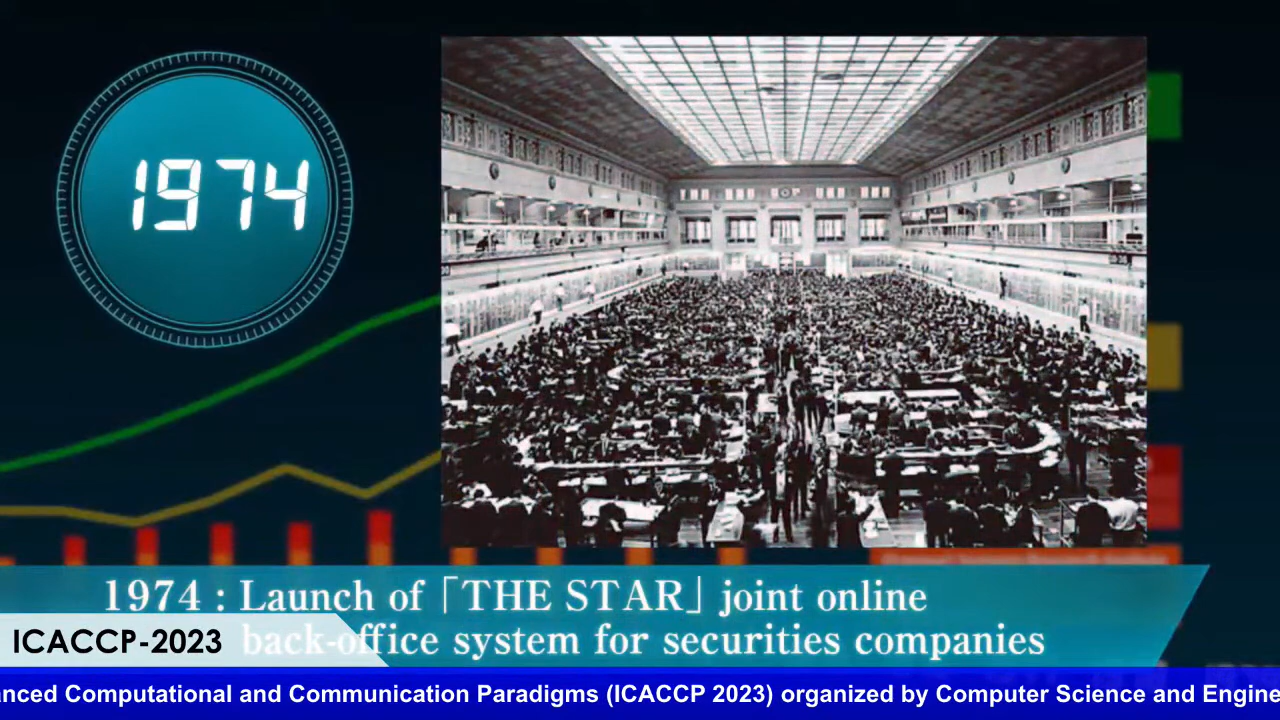 1974
1974 : Launch of「THE STAR」joint online
back-office system for securities companies
ICACCP-2023
anced Computational and Communication Paradigms (ICACCP 2023) organized by Computer Science and Engine